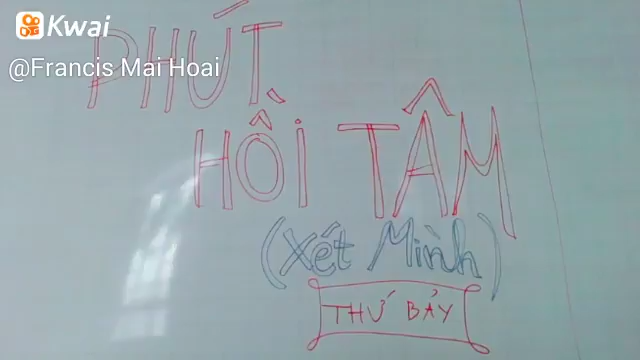 Kwai
@Francis Mai Hoai
PHÚT
HỒI TÂM
(Xét Mình)
THỨ BẢY